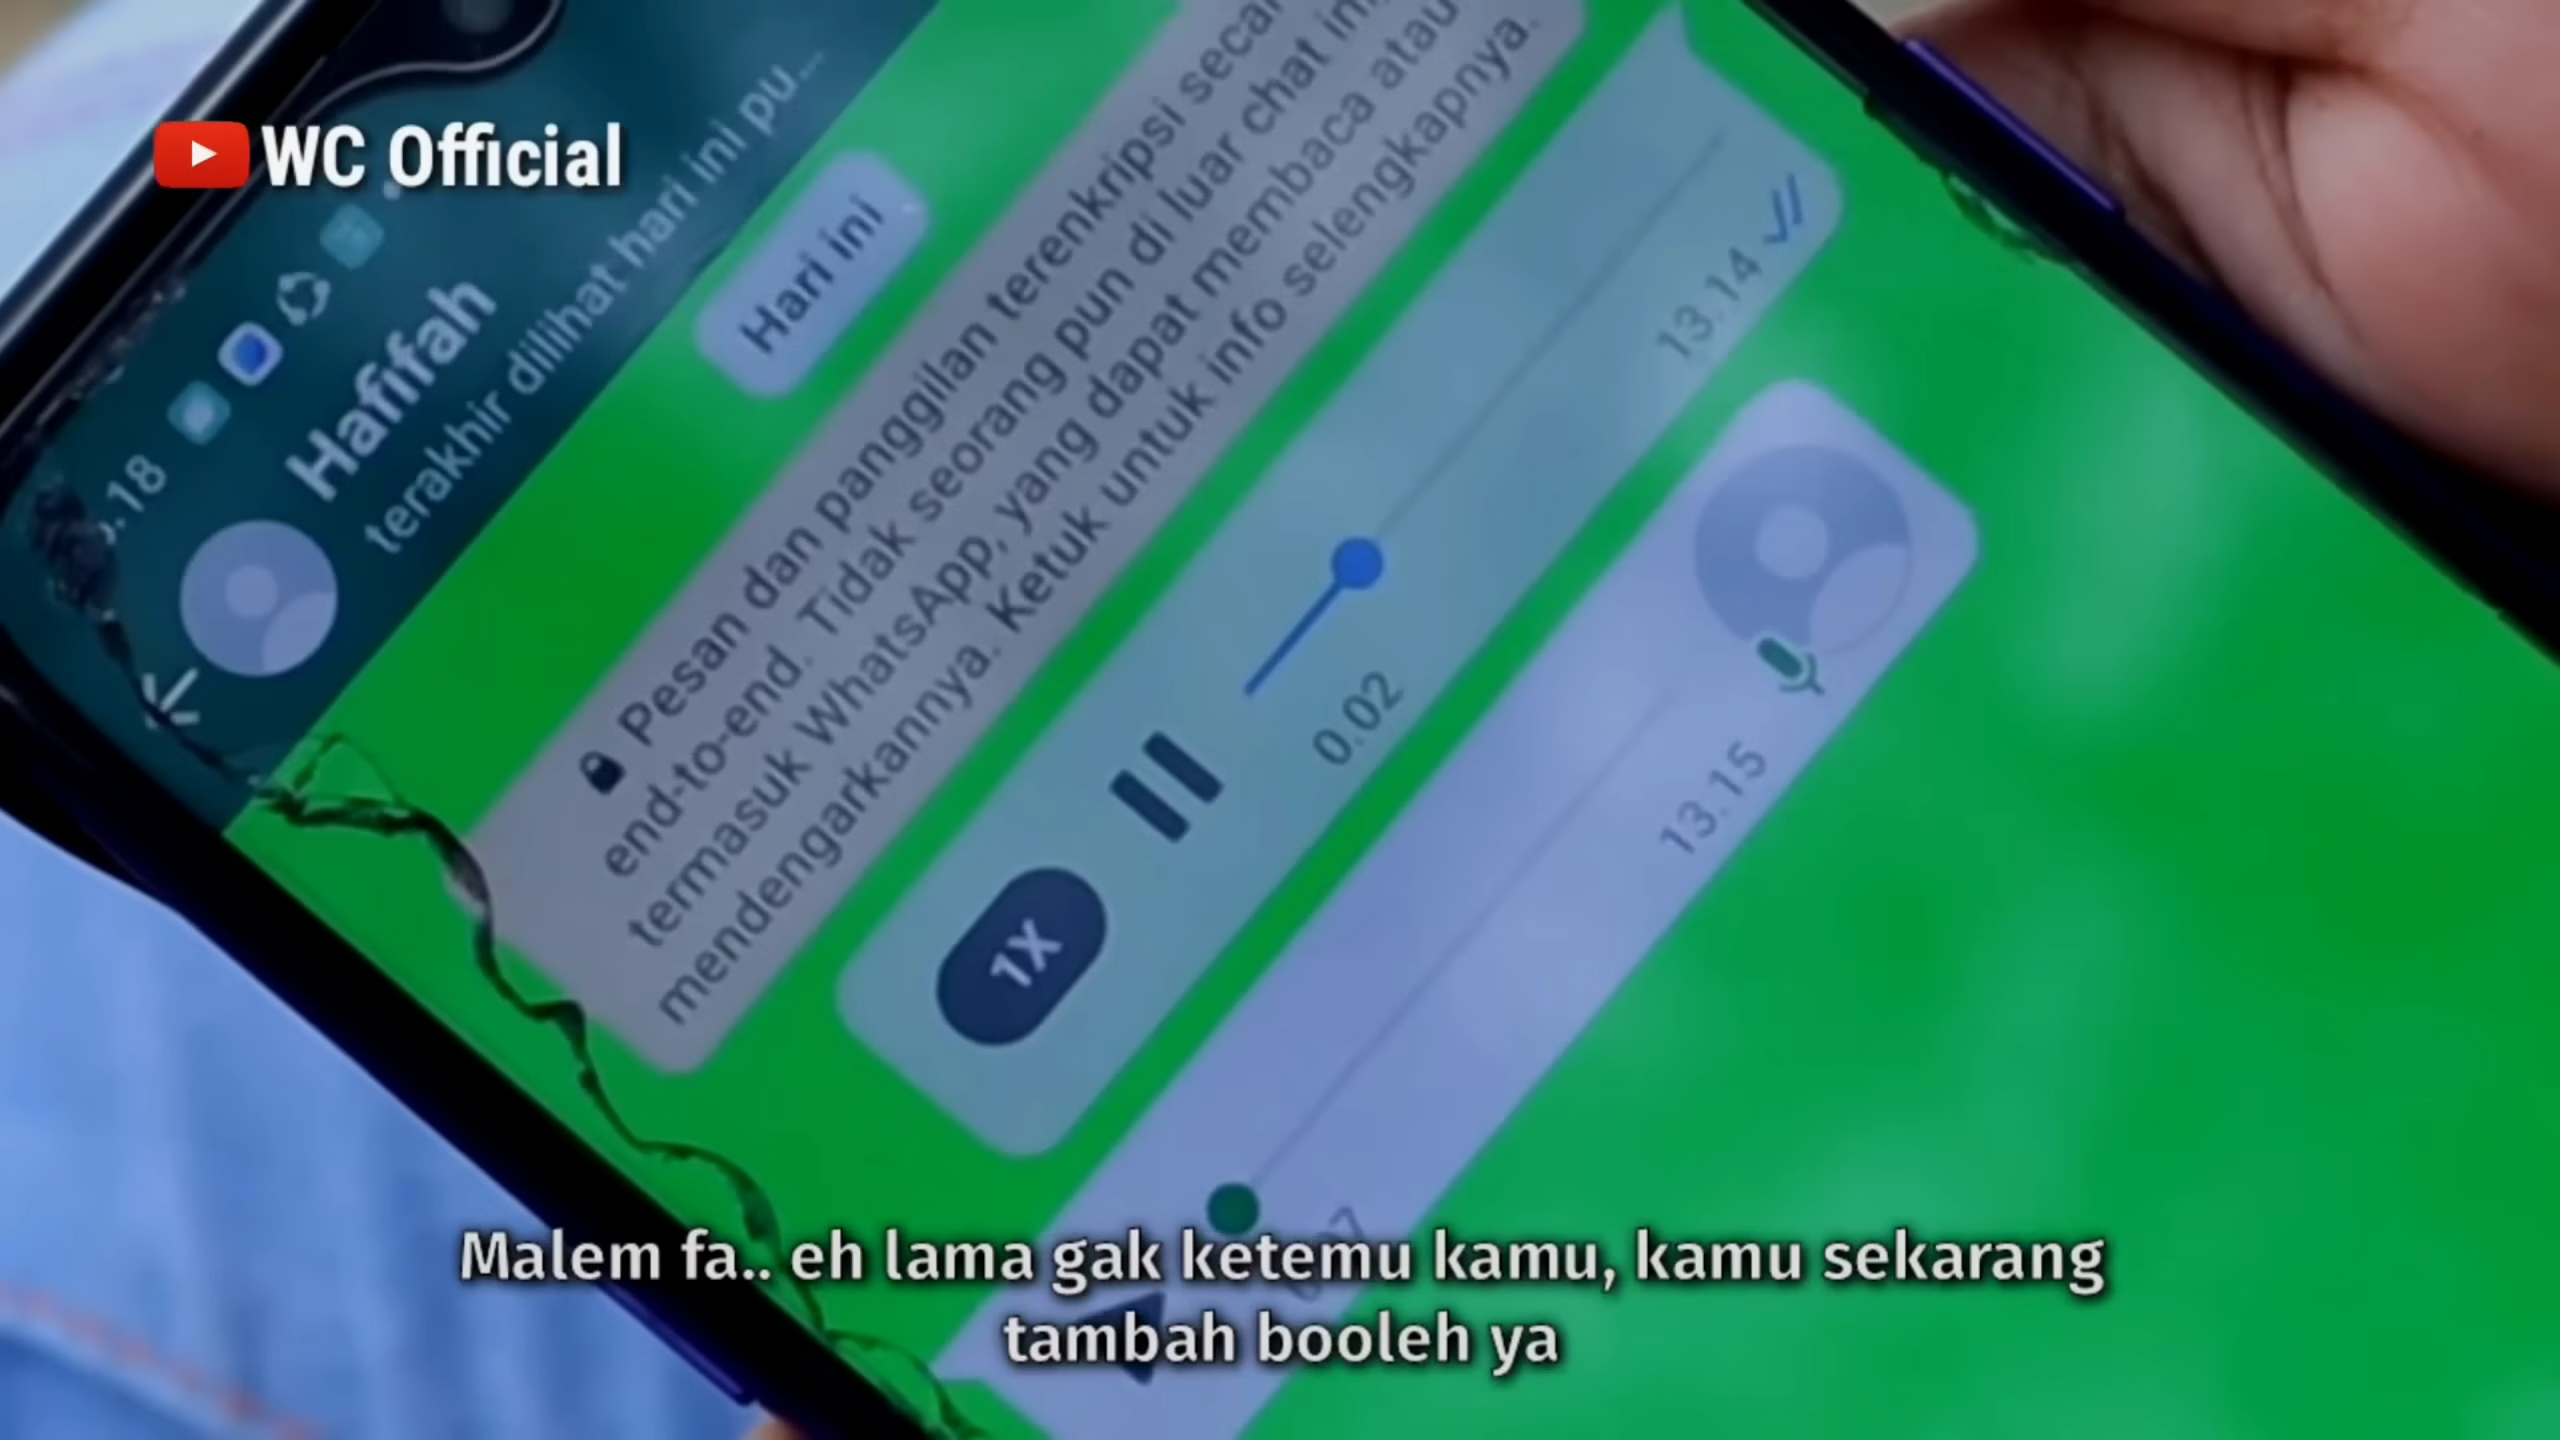 WC Official
.18
Hafifah
terakhir dilihat hari ini pu...
Hari ini
Pesan dan panggilan terenkripsi secar
end-to-end. Tidak seorang pun di luar chat ini,
termasuk WhatsApp, yang dapat membaca atau
mendengarkannya. Ketuk untuk info selengkapnya.
1X
0.02
13.14
13.15
Malem fa.. eh lama gak ketemu kamu, kamu sekarang
tambah booleh ya